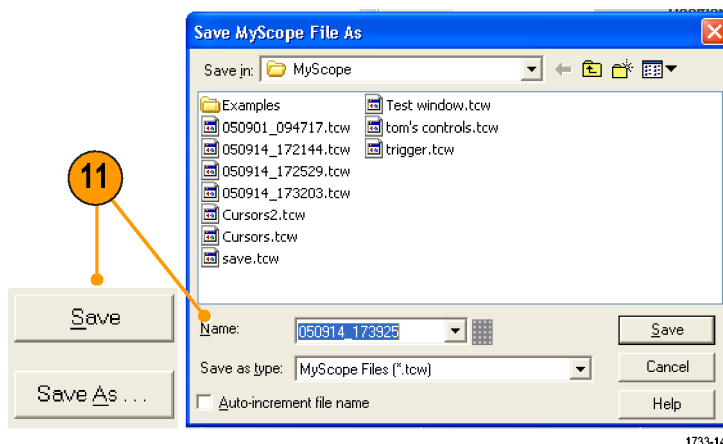 Save MyScope File As
Save in: MyScope
Examples
050901_094717.tcw
050914_172144.tcw
050914_172529.tcw
050914_173203.tcw
Cursors2.tcw
Cursors.tcw
save.tcw
Test window.tcw
tom's controls.tcw
trigger.tcw
11
Save
Save As ...
Name: 050914_173925
Save
Save as type: MyScope Files (*.tcw)
Cancel
Auto-increment file name
Help